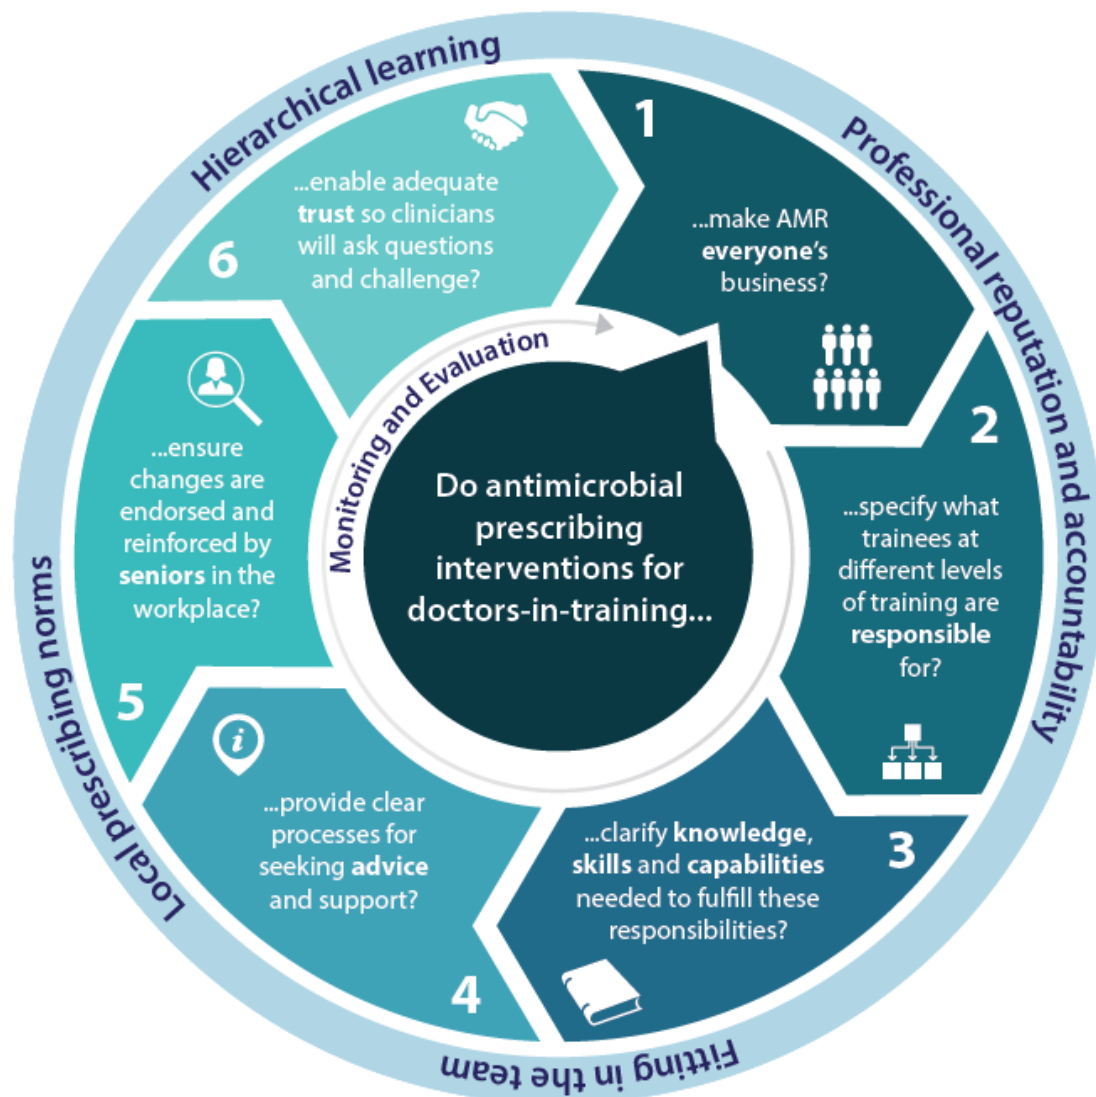 Do antimicrobial
prescribing
interventions for
doctors-in-training...
Monitoring and Evaluation
1
...make AMR
everyone's
business?
2
...specify what
trainees at
different levels
of training are
responsible
for?
3
...clarify knowledge,
skills and capabilities
needed to fulfill these
responsibilities?
4
i
...provide clear
processes for
seeking advice
and support?
5
...ensure
changes are
endorsed and
reinforced by
seniors in the
workplace?
6
...enable adequate
trust so clinicians
will ask questions
and challenge?
Hierarchical learning
Professional reputation and accountability
Fitting in the team
Local prescribing norms